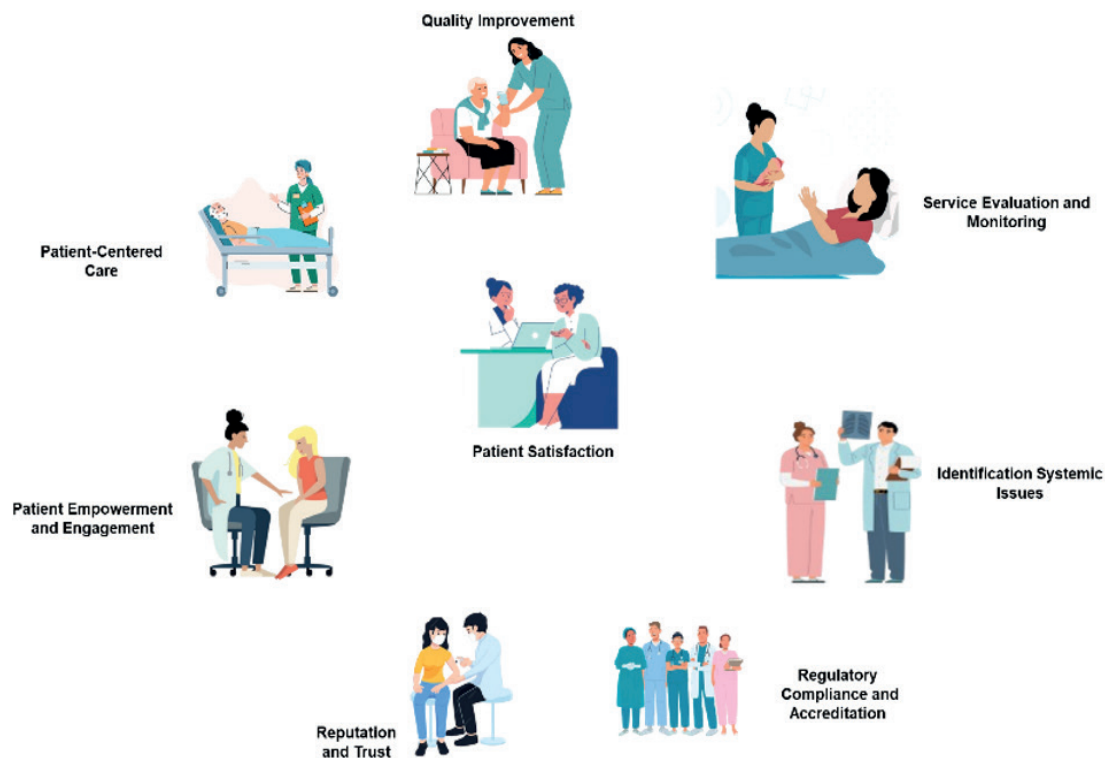 Quality Improvement
Service Evaluation and
Monitoring
Patient-Centered
Care
Patient Satisfaction
Identification Systemic
Issues
Patient Empowerment
and Engagement
Regulatory
Compliance and
Accreditation
Reputation
and Trust